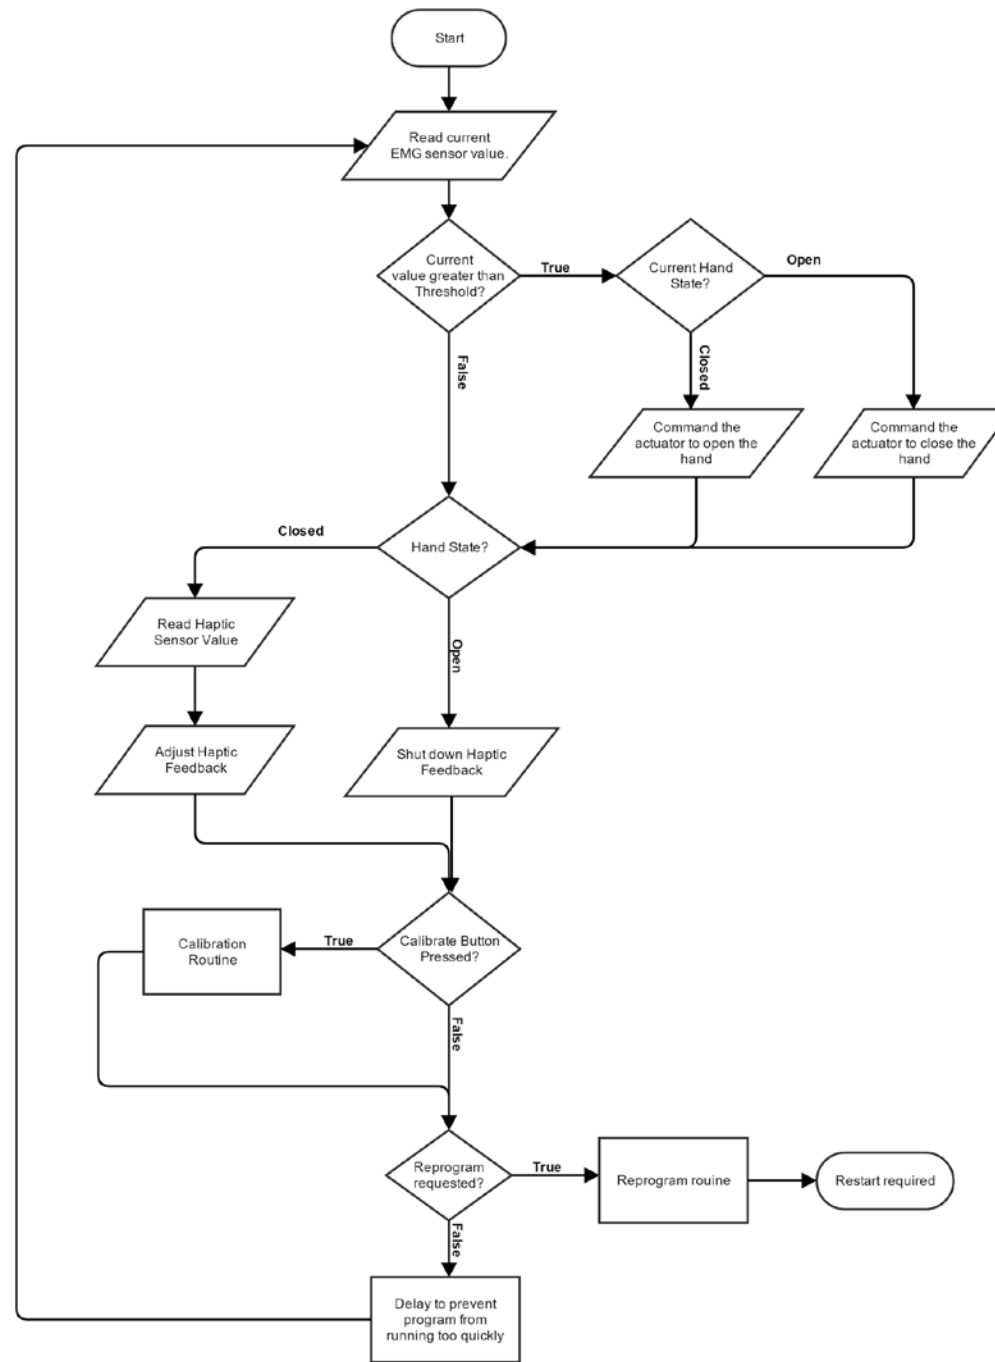 Start
Read current
EMG sensor value.
Current
value greater than
Threshold?
True
Current Hand
State?
Open
False
Closed
Command the
actuator to open the
hand
Command the
actuator to close the
hand
Closed
Hand State?
Read Haptic
Sensor Value
Open
Adjust Haptic
Feedback
Shut down Haptic
Feedback
Calibration
Routine
True
Calibrate Button
Pressed?
False
Reprogram
requested?
True
Reprogram rouine
Restart required
False
Delay to prevent
program from
running too quickly